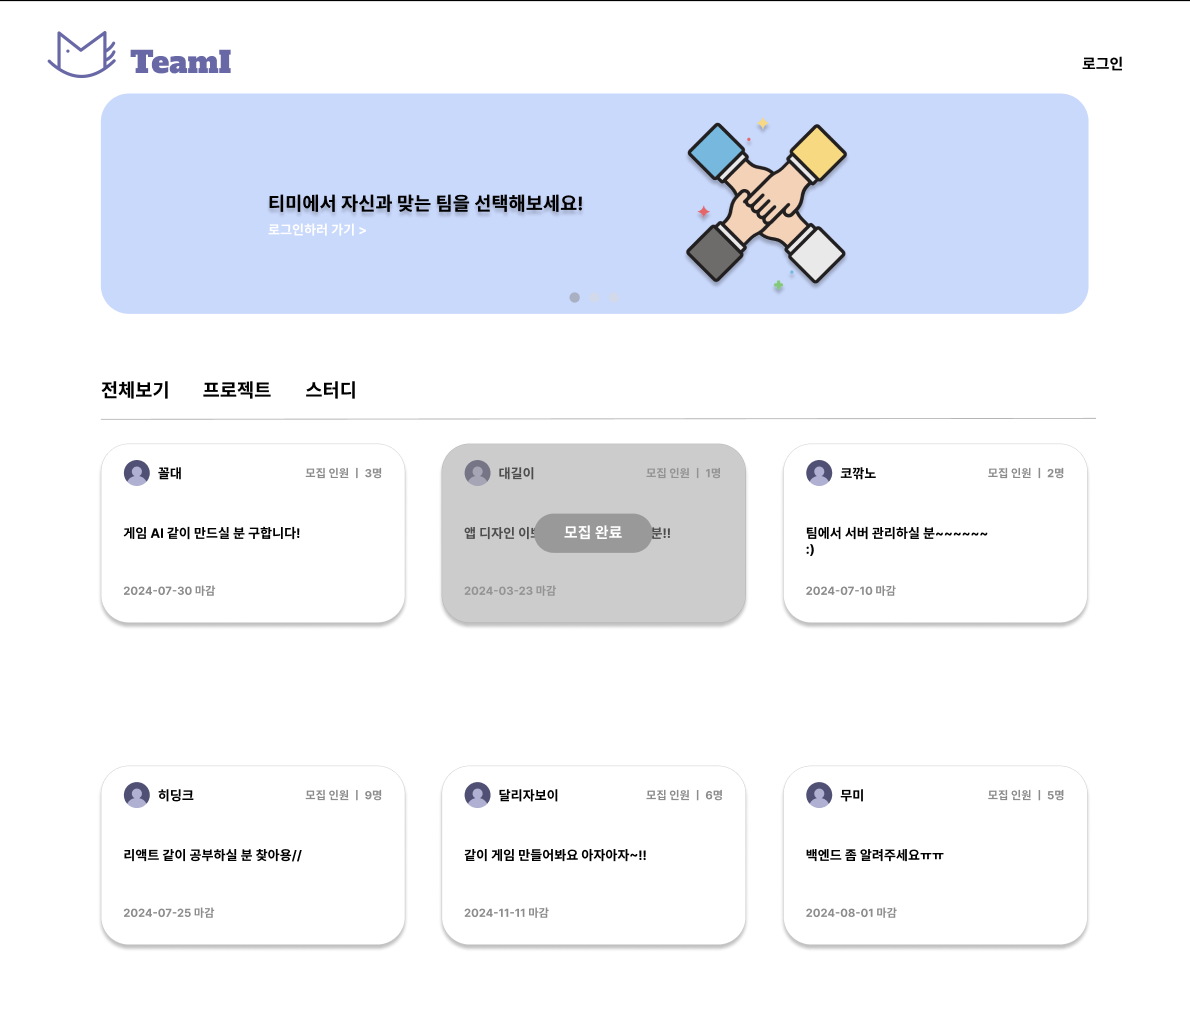 TeamI
로그인
티미에서 자신과 맞는 팀을 선택해보세요!
로그인하러 가기 >
전체보기 프로젝트 스터디
꼴대 모집 인원 | 3명
게임 AI 같이 만드실 분 구합니다!
2024-07-30 마감
대길이 모집 인원 | 1명
앱 디자인 분!!
모집 완료
2024-03-23 마감
코깎노 모집 인원 | 2명
팀에서 서버 관리하실 분~~~~~~
:)
2024-07-10 마감
히딩크 모집 인원 | 9명
리액트 같이 공부하실 분 찾아용//
2024-07-25 마감
달리자보이 모집 인원 | 6명
같이 게임 만들어봐요 아자아자~!!
2024-11-11 마감
무미 모집 인원 | 5명
백엔드 좀 알려주세요ㅠㅠ
2024-08-01 마감